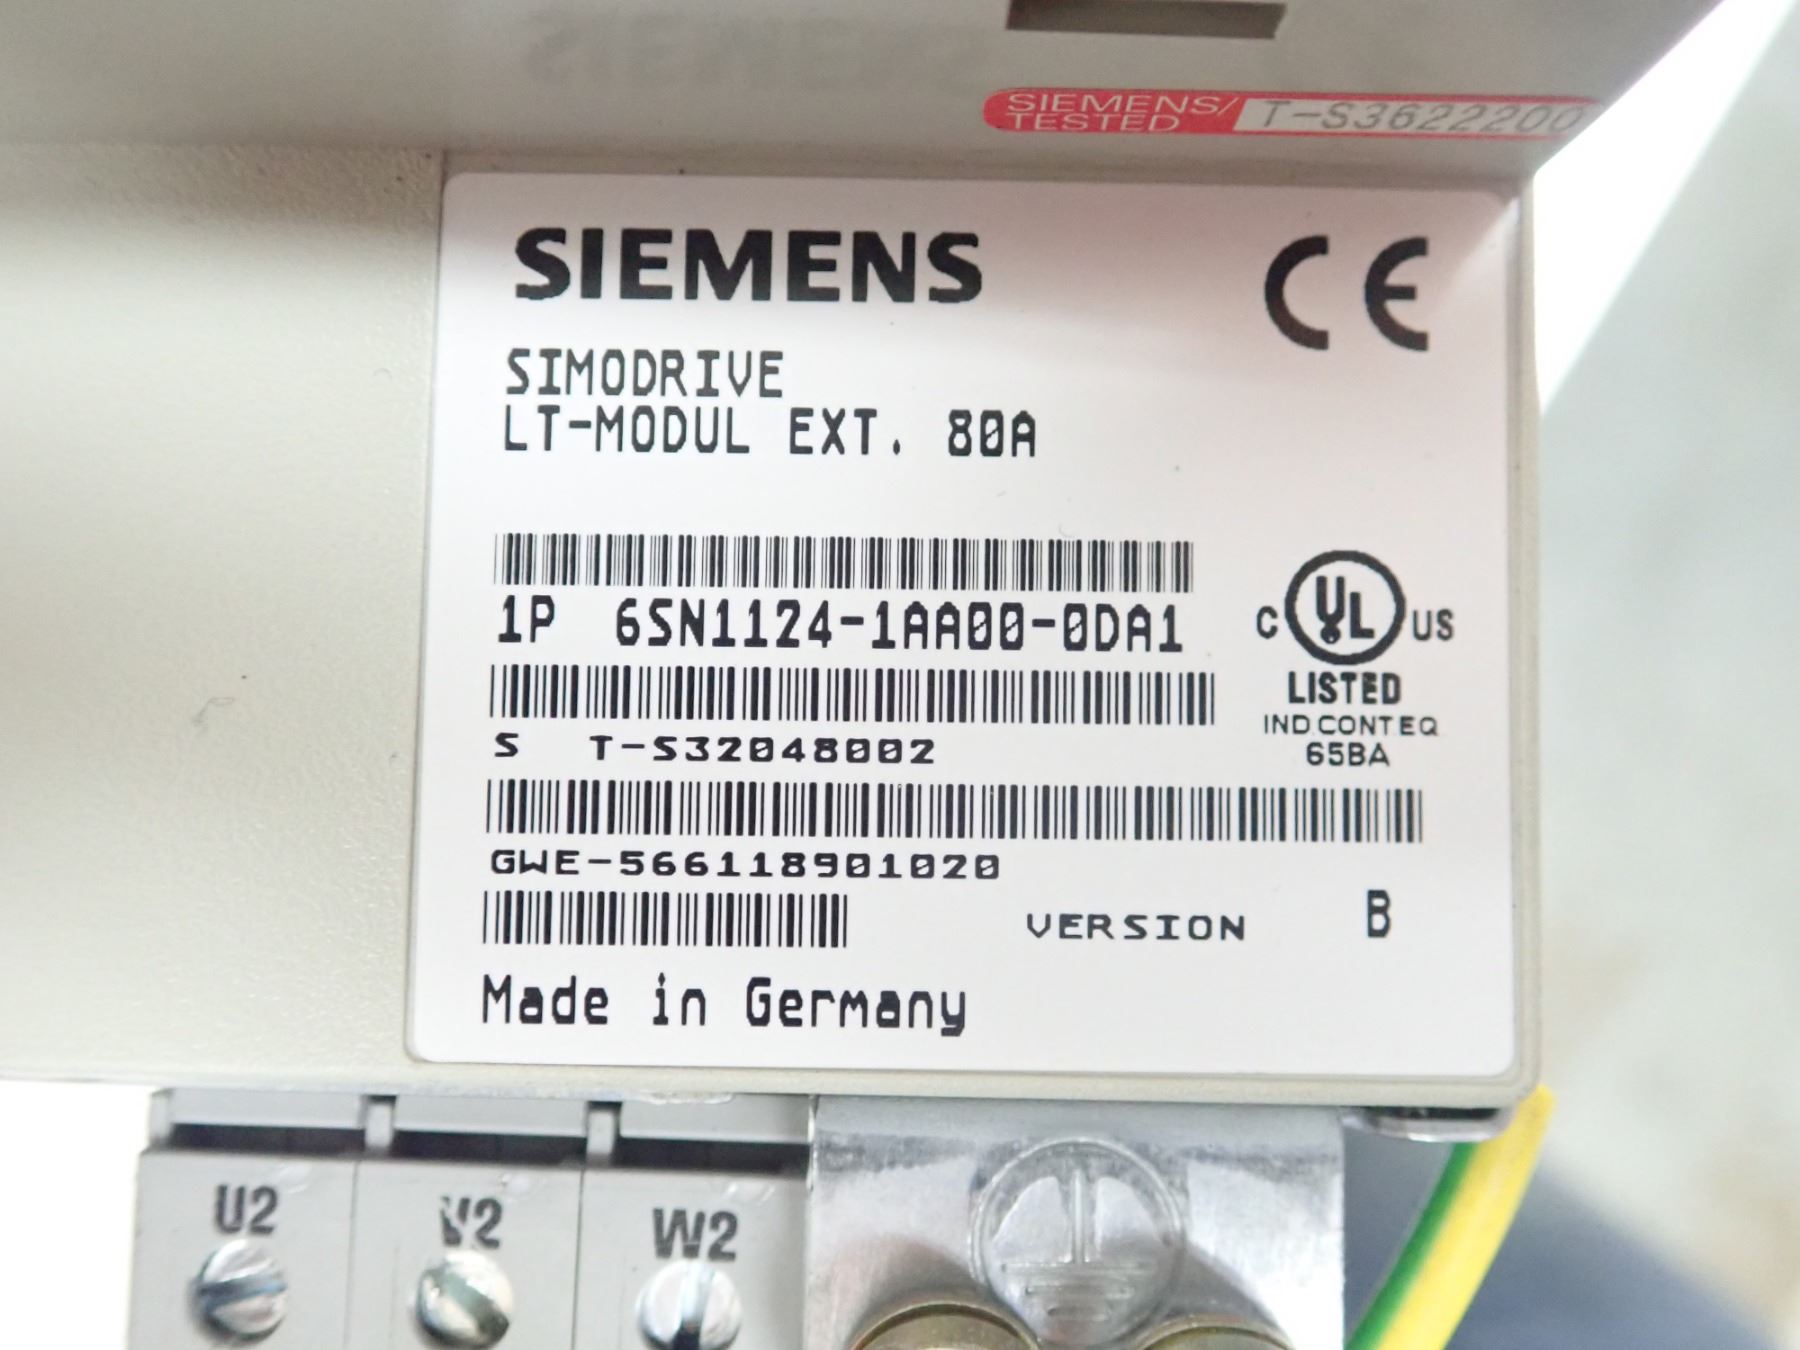 SIEMENS/ T-S3622200
TESTED
SIEMENS
CE
SIMODRIVE
LT-MODUL EXT. 80A
1P 6SN1124-1AA00-0DA1
C UL US
LISTED
IND.CONT.EQ
65BA
S T-S32048002
GWE-566118901020
VERSION B
Made in Germany
U2 V2 W2